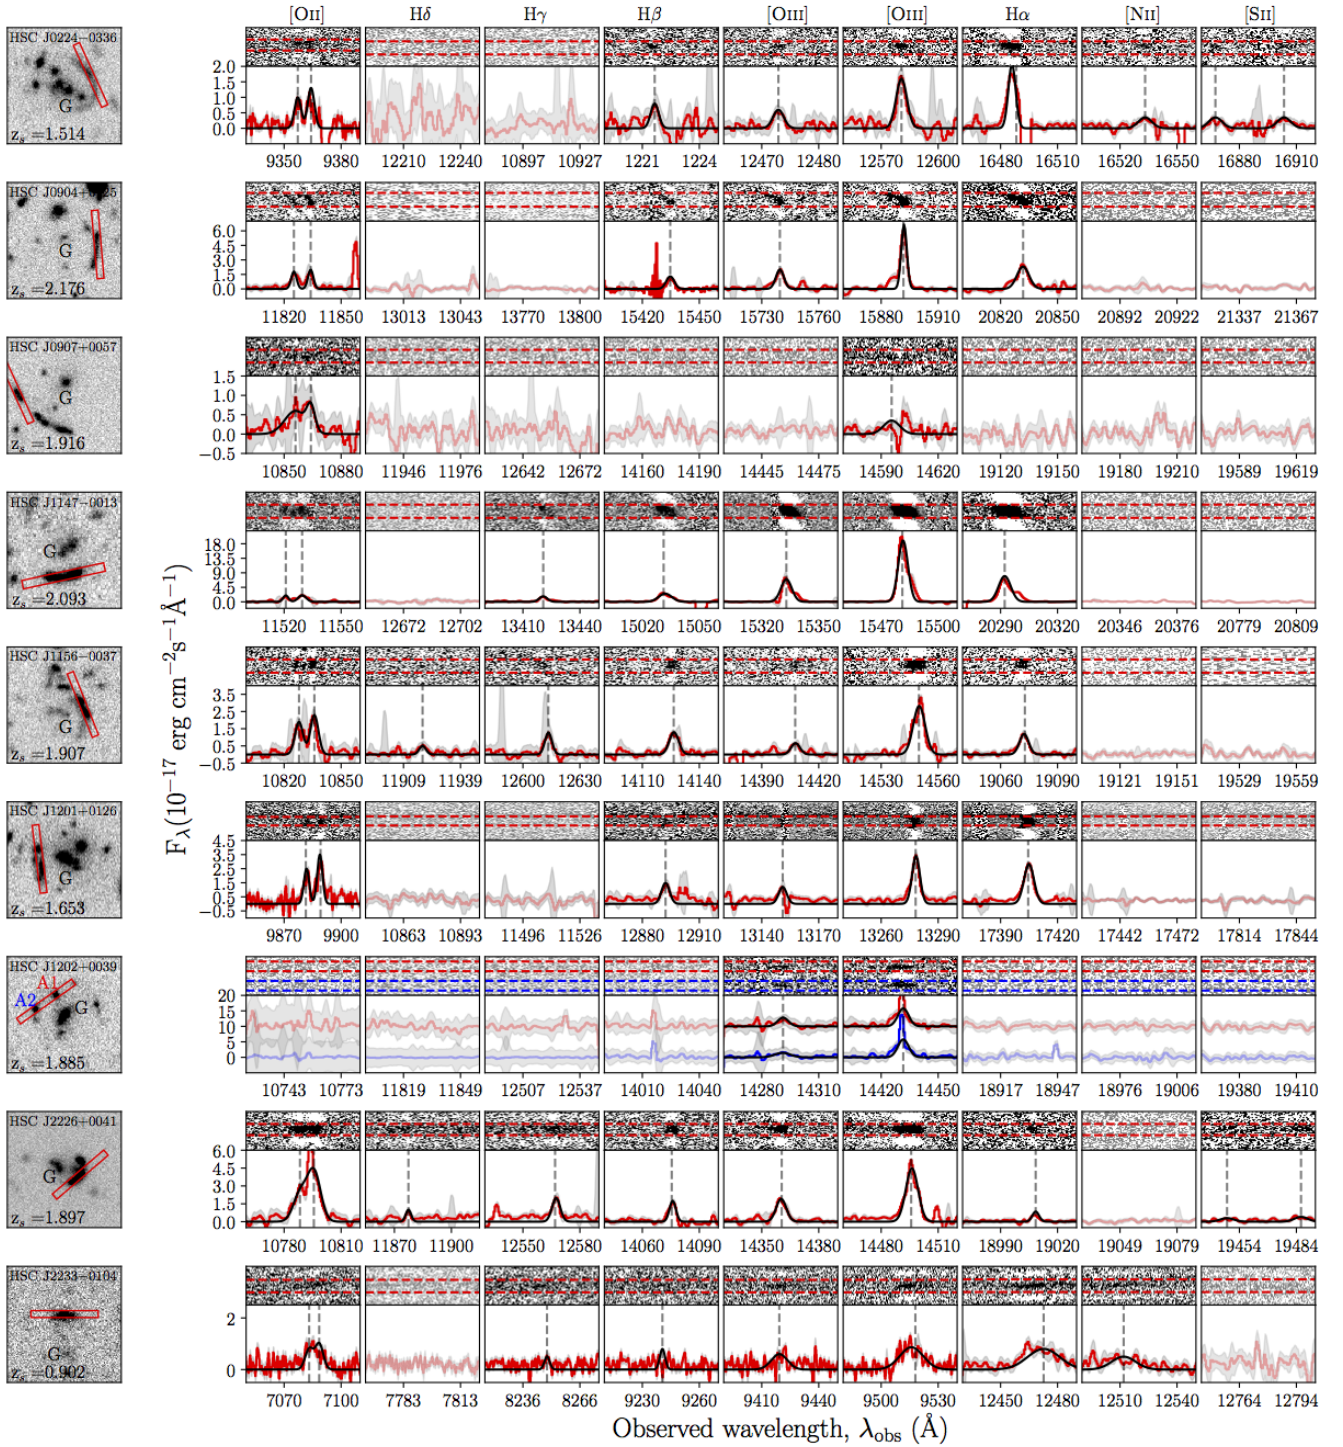 [OII] Hδ Hγ Hβ [OIII] [OIII] Hα [NII] [SII]
HSC J0224−0336
G
z_s =1.514
2.0
1.5
1.0
0.5
0.0
9350 9380 12210 12240 10897 10927 1221 1224 12470 12480 12570 12600 16480 16510 16520 16550 16880 16910
G
z_s =2.176
6.0
4.5
3.0
1.5
0.0
11820 11850 13013 13043 13770 13800 15420 15450 15730 15760 15880 15910 20820 20850 20892 20922 21337 21367
HSC J0907+0057
G
z_s =1.916
1.5
1.0
0.5
0.0
−0.5
10850 10880 11946 11976 12642 12672 14160 14190 14445 14475 14590 14620 19120 19150 19180 19210 19589 19619
HSC J1147−0013
G
z_s =2.093
18.0
13.5
9.0
4.5
0.0
11520 11550 12672 12702 13410 13440 15020 15050 15320 15350 15470 15500 20290 20320 20346 20376 20779 20809
HSC J1156−0037
G
z_s =1.907
3.5
2.5
1.5
0.5
−0.5
9820 9850 11909 11939 12600 12630 14110 14140 14390 14420 14530 14560 19060 19090 19121 19151 19529 19559
HSC J1201+0126
G
z_s =1.653
4.5
3.5
2.5
1.5
0.5
−0.5
9870 9900 10863 10893 11496 11526 12880 12910 13140 13170 13260 13290 17390 17420 17442 17472 17814 17844
HSC J1202+0039
A1
A2
G
z_s =1.885
20
15
10
5
0
10743 10773 11819 11849 12507 12537 14010 14040 14280 14310 14420 14450 18917 18947 18976 19006 19380 19410
HSC J2226+0041
G
z_s =1.897
6.0
4.5
3.0
1.5
0.0
10780 10810 11870 11900 12550 12580 14060 14090 14350 14380 14480 14510 18990 19020 19049 19079 19454 19484
HSC J2233−0104
G
z_s =0.902
2
0
7070 7100 7783 7813 8236 8266 9230 9260 9410 9440 9500 9530 12450 12480 12510 12540 12764 12794
F_λ(10⁻¹⁷ erg cm⁻²s⁻¹Å⁻¹)
Observed wavelength, λ_obs (Å)